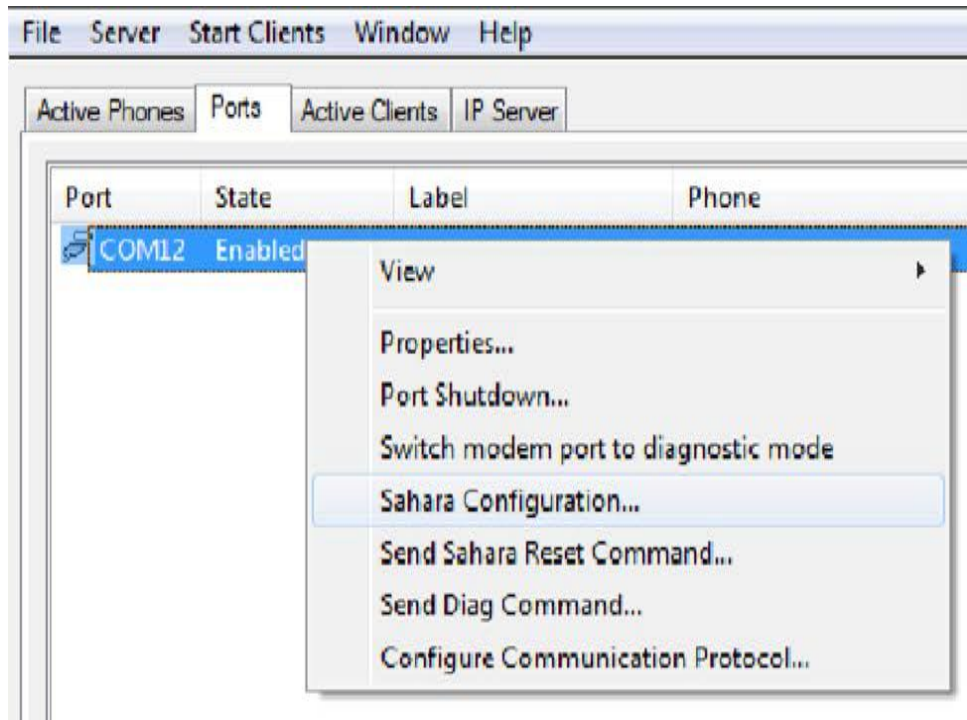 File Server Start Clients Window Help
Active Phones Ports Active Clients IP Server
Port State Label Phone
COM12 Enabled
View
Properties...
Port Shutdown...
Switch modem port to diagnostic mode
Sahara Configuration...
Send Sahara Reset Command...
Send Diag Command...
Configure Communication Protocol...